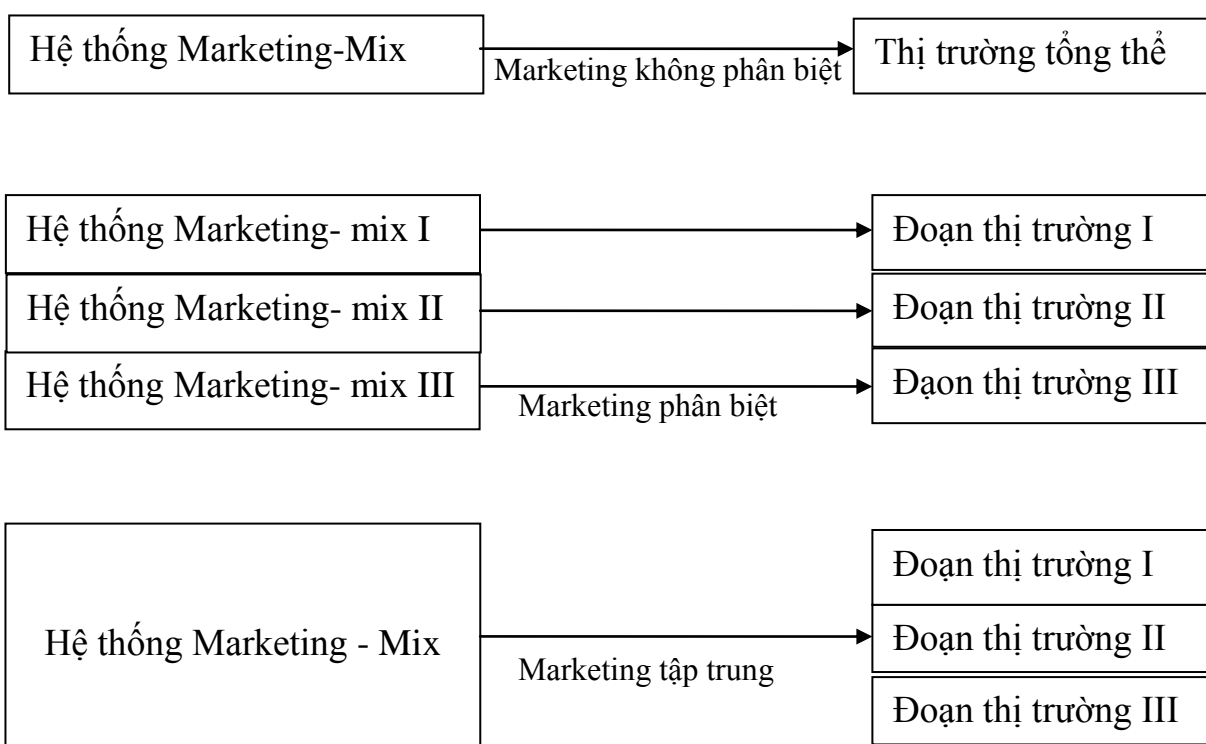 Hệ thống Marketing-Mix
Marketing không phân biệt
Thị trường tổng thể
Hệ thống Marketing- mix I
Đoạn thị trường I
Hệ thống Marketing- mix II
Đoạn thị trường II
Hệ thống Marketing- mix III
Marketing phân biệt
Đạon thị trường III
Đoạn thị trường I
Hệ thống Marketing - Mix
Marketing tập trung
Đoạn thị trường II
Đoạn thị trường III